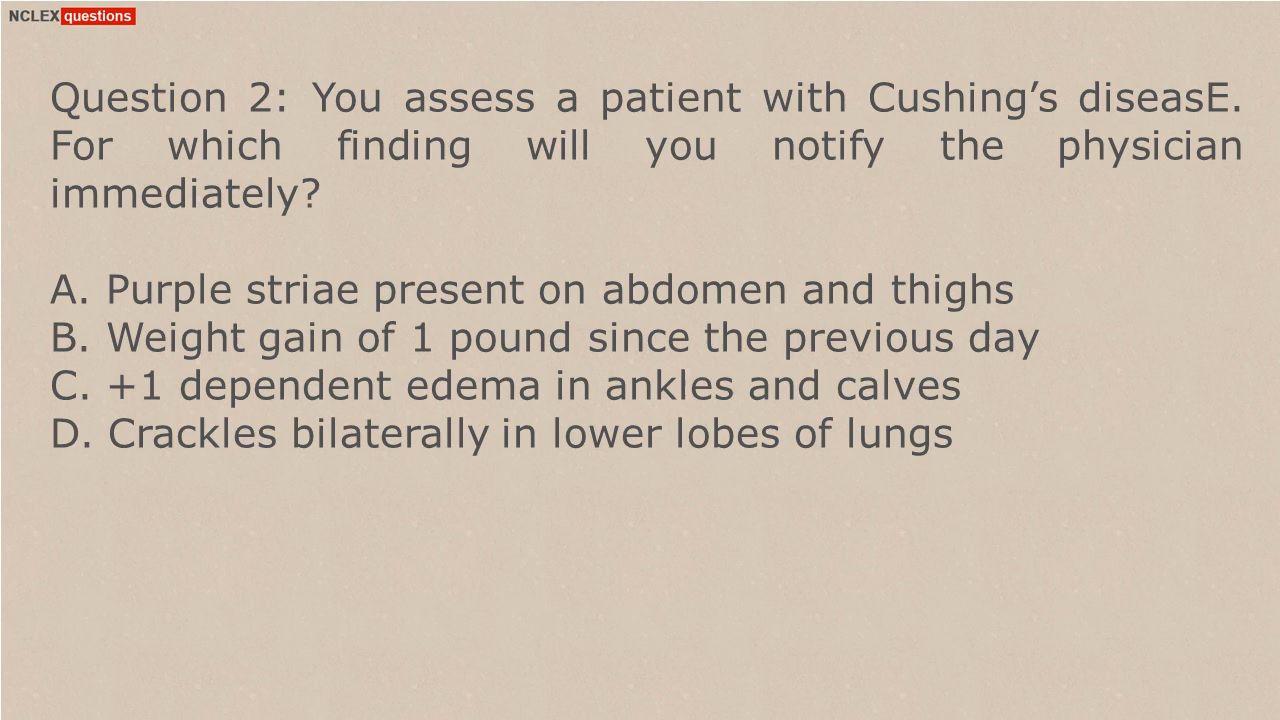 NCLEX questions
Question 2: You assess a patient with Cushing’s diseasE.
For which finding will you notify the physician
immediately?
A. Purple striae present on abdomen and thighs
B. Weight gain of 1 pound since the previous day
C. +1 dependent edema in ankles and calves
D. Crackles bilaterally in lower lobes of lungs